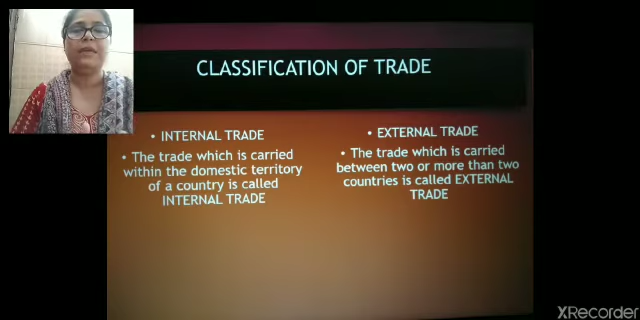 CLASSIFICATION OF TRADE
• INTERNAL TRADE
• The trade which is carried
within the domestic territory
of a country is called
INTERNAL TRADE
• EXTERNAL TRADE
• The trade which is carried
between two or more than two
countries is called EXTERNAL
TRADE
XRecorder